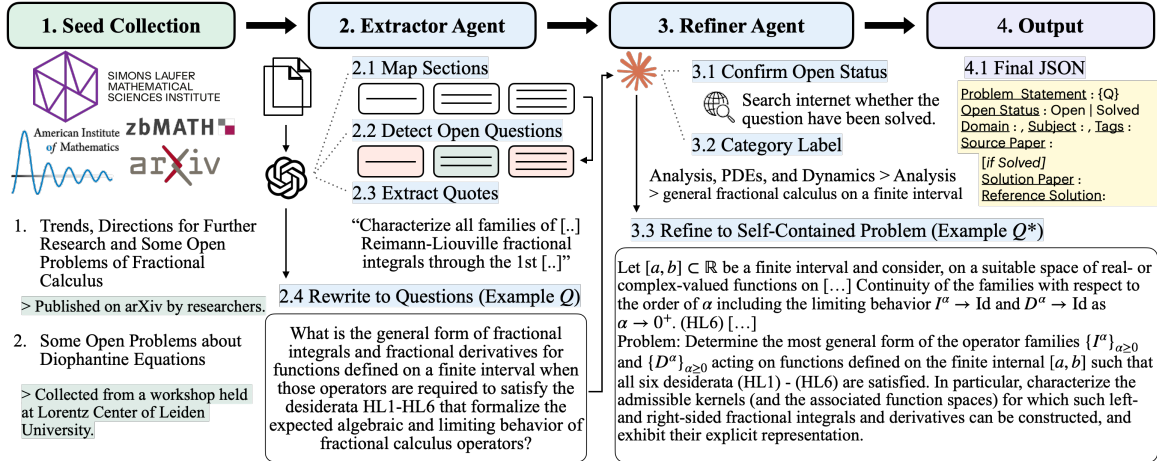 1. Seed Collection
2. Extractor Agent
3. Refiner Agent
4. Output
SIMONS LAUFER
MATHEMATICAL
SCIENCES INSTITUTE
American Institute
of Mathematics
zbMATH
arXiv
1. Trends, Directions for Further
Research and Some Open
Problems of Fractional
Calculus
> Published on arXiv by researchers.
2. Some Open Problems about
Diophantine Equations
> Collected from a workshop held
at Lorentz Center of Leiden
University.
2.1 Map Sections
2.2 Detect Open Questions
2.3 Extract Quotes
“Characterize all families of [..]
Reimann-Liouville fractional
integrals through the 1st [..]”
2.4 Rewrite to Questions (Example Q)
What is the general form of fractional
integrals and fractional derivatives for
functions defined on a finite interval when
those operators are required to satisfy the
desiderata HL1-HL6 that formalize the
expected algebraic and limiting behavior of
fractional calculus operators?
3.1 Confirm Open Status
Search internet whether the
question have been solved.
3.2 Category Label
Analysis, PDEs, and Dynamics > Analysis
> general fractional calculus on a finite interval
3.3 Refine to Self-Contained Problem (Example Q*)
Let [a, b] ⊂ ℝ be a finite interval and consider, on a suitable space of real- or
complex-valued functions on […] Continuity of the families with respect to
the order of α including the limiting behavior I^α → Id and D^α → Id as
α → 0⁺. (HL6) […]
Problem: Determine the most general form of the operator families {I^α}_{α≥0}
and {D^α}_{α≥0} acting on functions defined on the finite internal [a, b] such that
all six desiderata (HL1) - (HL6) are satisfied. In particular, characterize the
admissible kernels (and the associated function spaces) for which such left-
and right-sided fractional integrals and derivatives can be constructed, and
exhibit their explicit representation.
4.1 Final JSON
Problem Statement : {Q}
Open Status : Open | Solved
Domain : , Subject : , Tags :
Source Paper :
[if Solved]
Solution Paper :
Reference Solution: